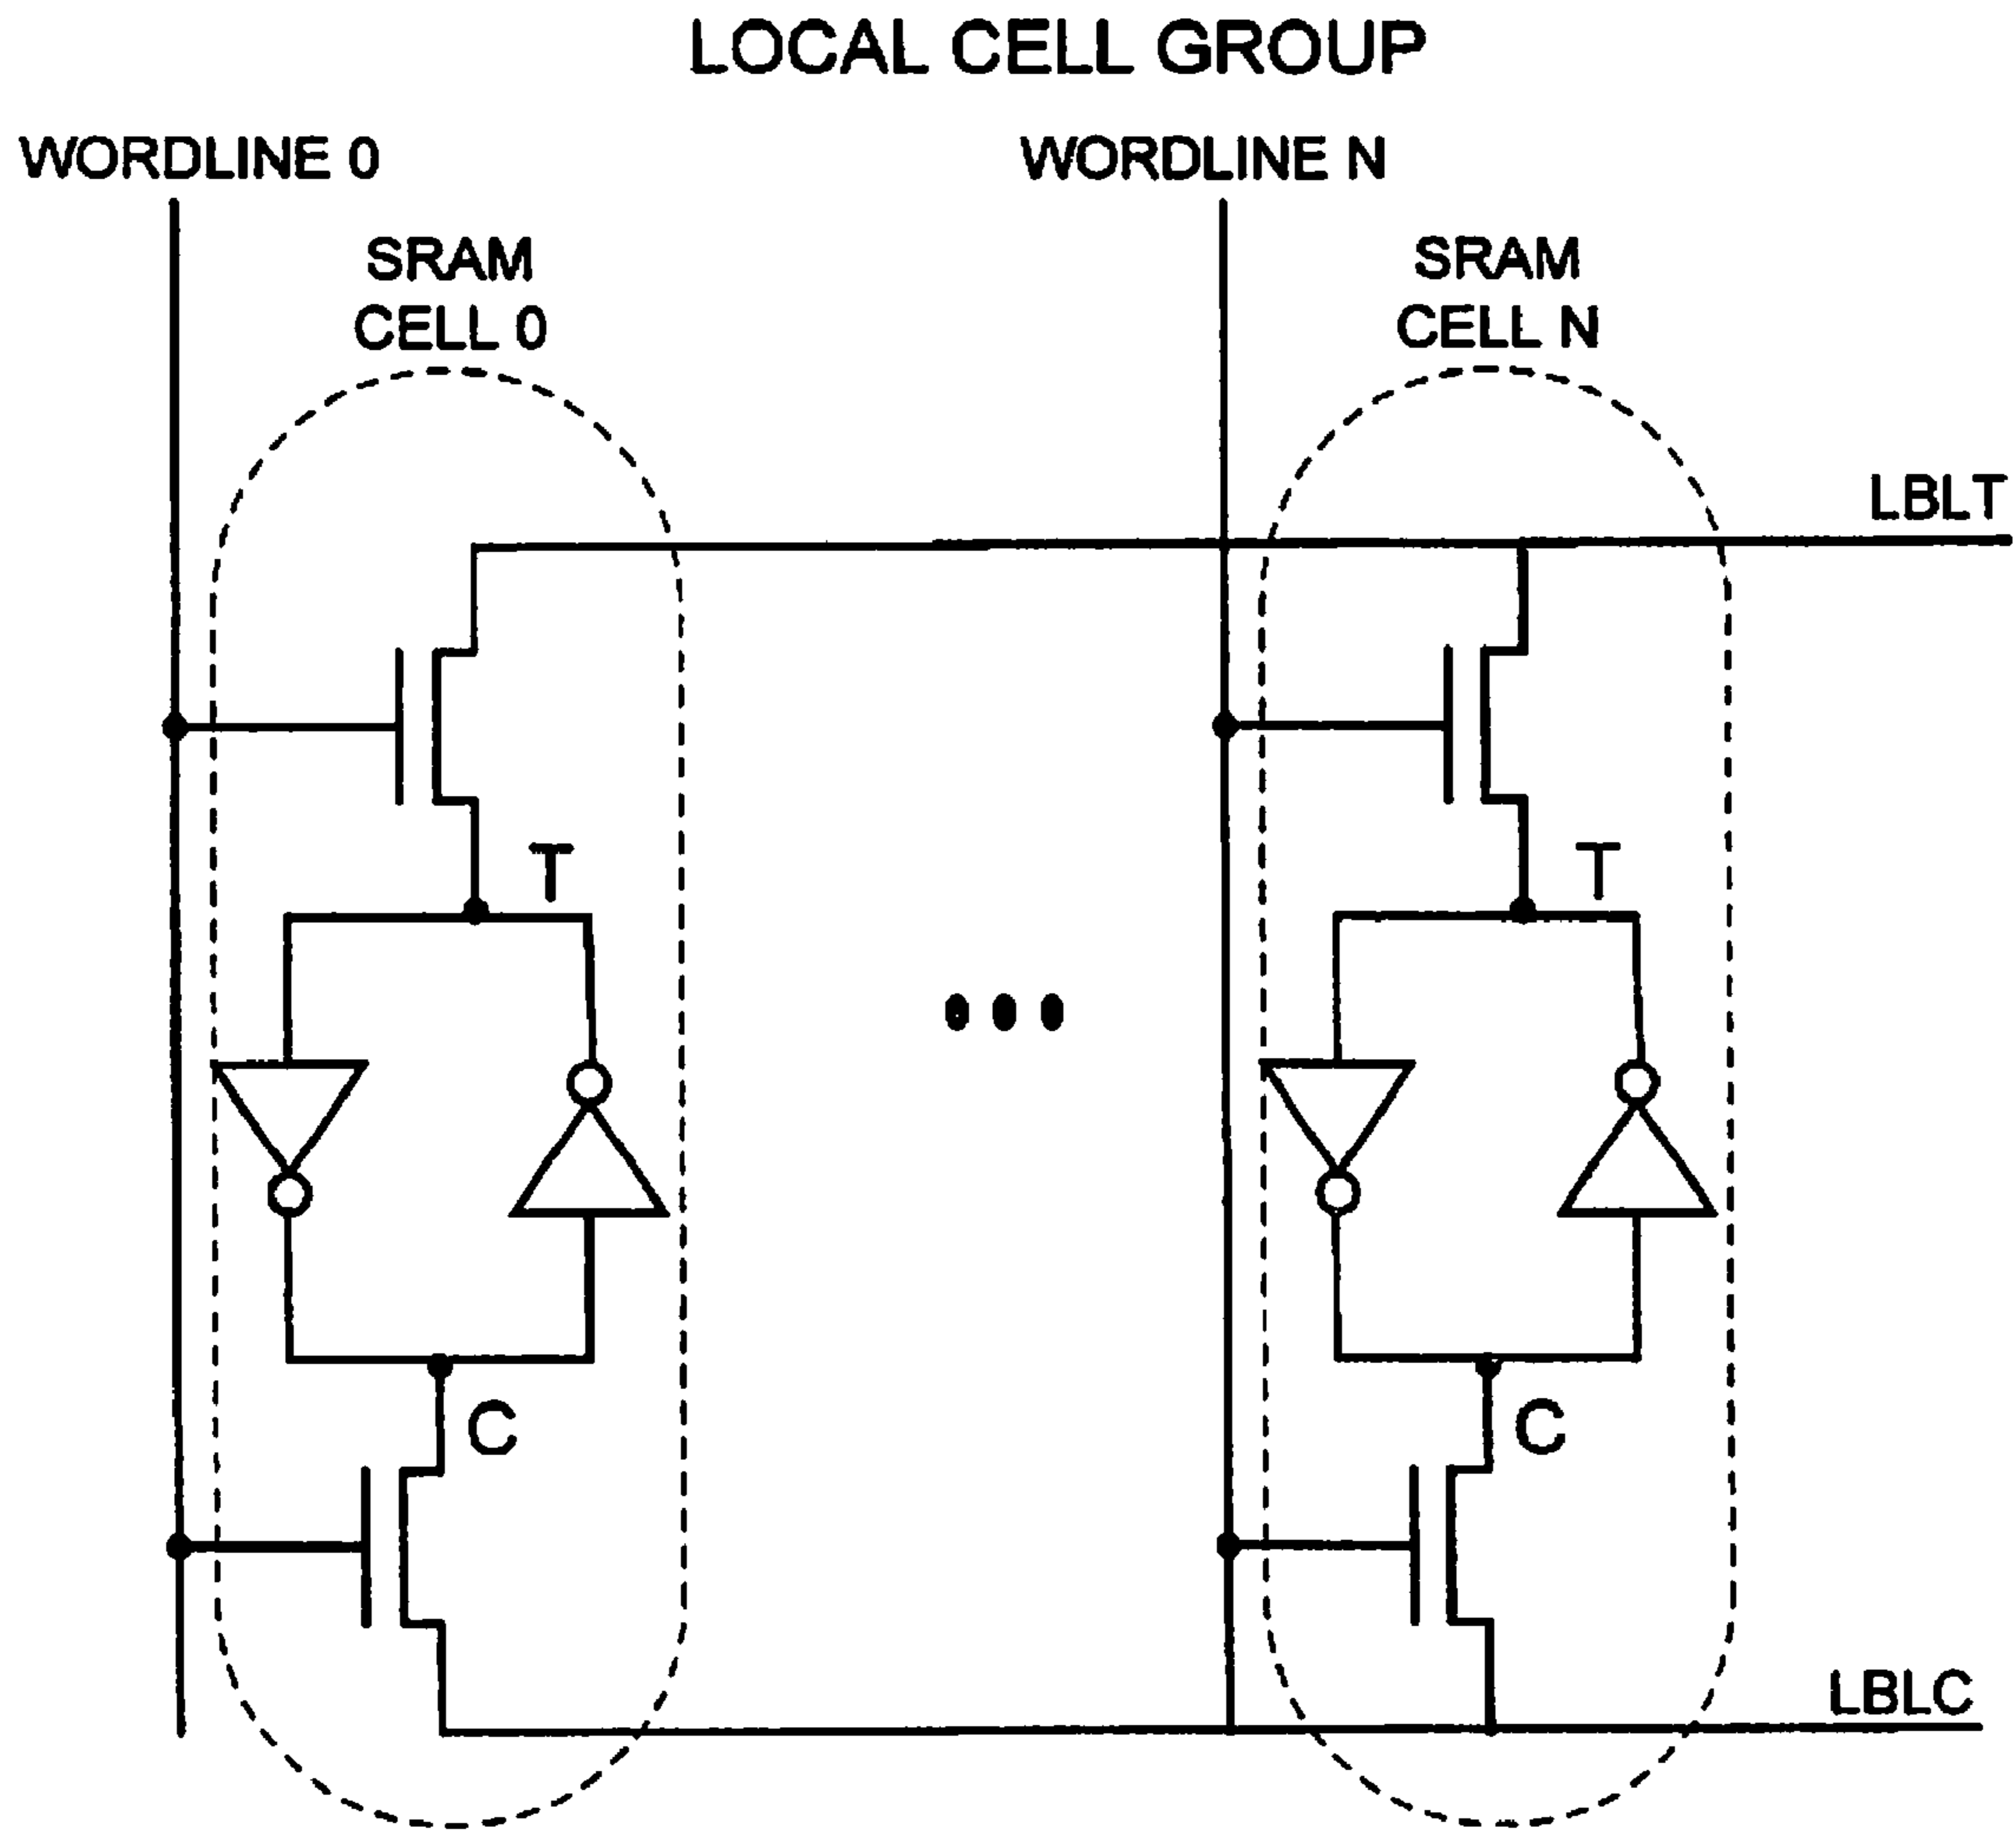 LOCAL CELL GROUP
WORDLINE 0
WORDLINE N
SRAM
CELL 0
SRAM
CELL N
LBLT
T
T
C
C
LBLC